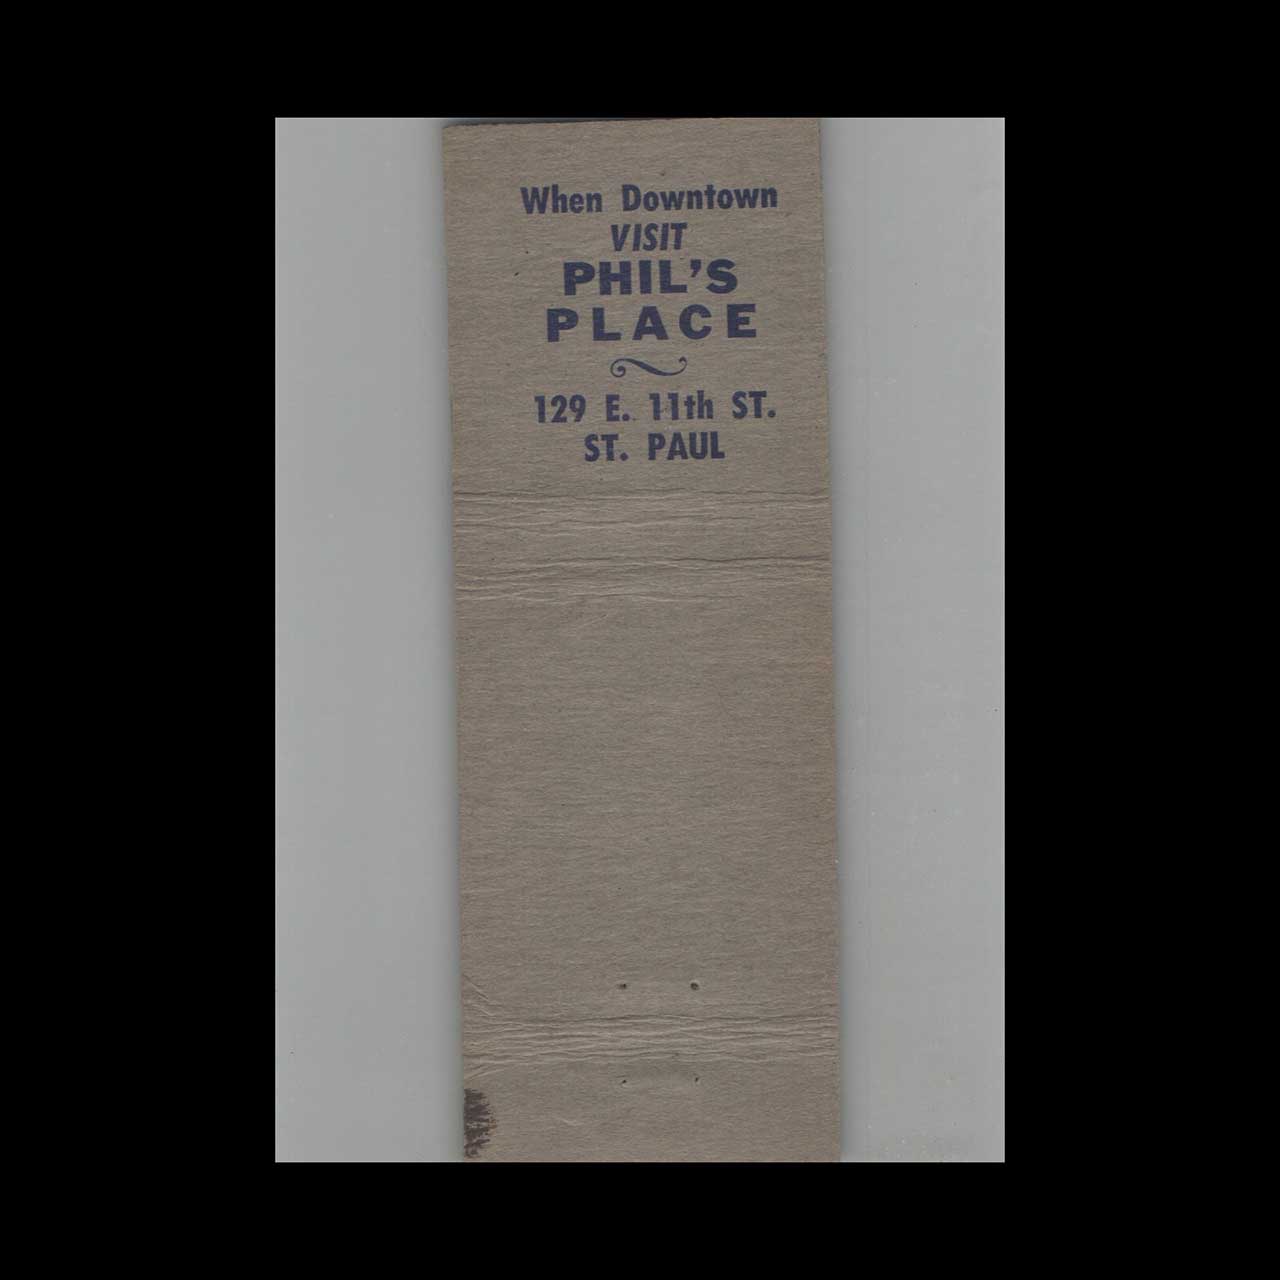 When Downtown
VISIT
PHIL'S
PLACE
129 E. 11th ST.
ST. PAUL